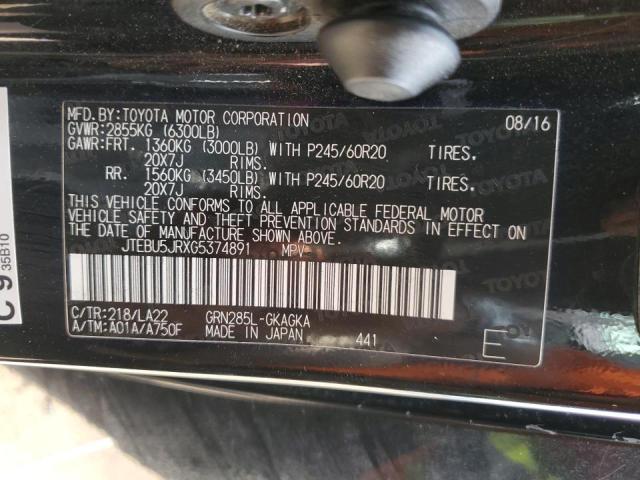 MFD.BY:TOYOTA MOTOR CORPORATION 08/16
GVWR:2855KG (6300LB)
GAWR:FRT. 1360KG (3000LB) WITH P245/60R20 TIRES.
20X7J RIMS.
RR. 1560KG (3450LB) WITH P245/60R20 TIRES.
20X7J RIMS.
THIS VEHICLE CONFORMS TO ALL APPLICABLE FEDERAL MOTOR
VEHICLE SAFETY AND THEFT PREVENTION STANDARDS IN EFFECT ON
THE DATE OF MANUFACTURE SHOWN ABOVE.
JTEBU5JRXG5374891 MPV
C/TR:218/LA22 GRN285L-GKAGKA
A/TM:A01A/A750F MADE IN JAPAN 441 E
C 9 35B10